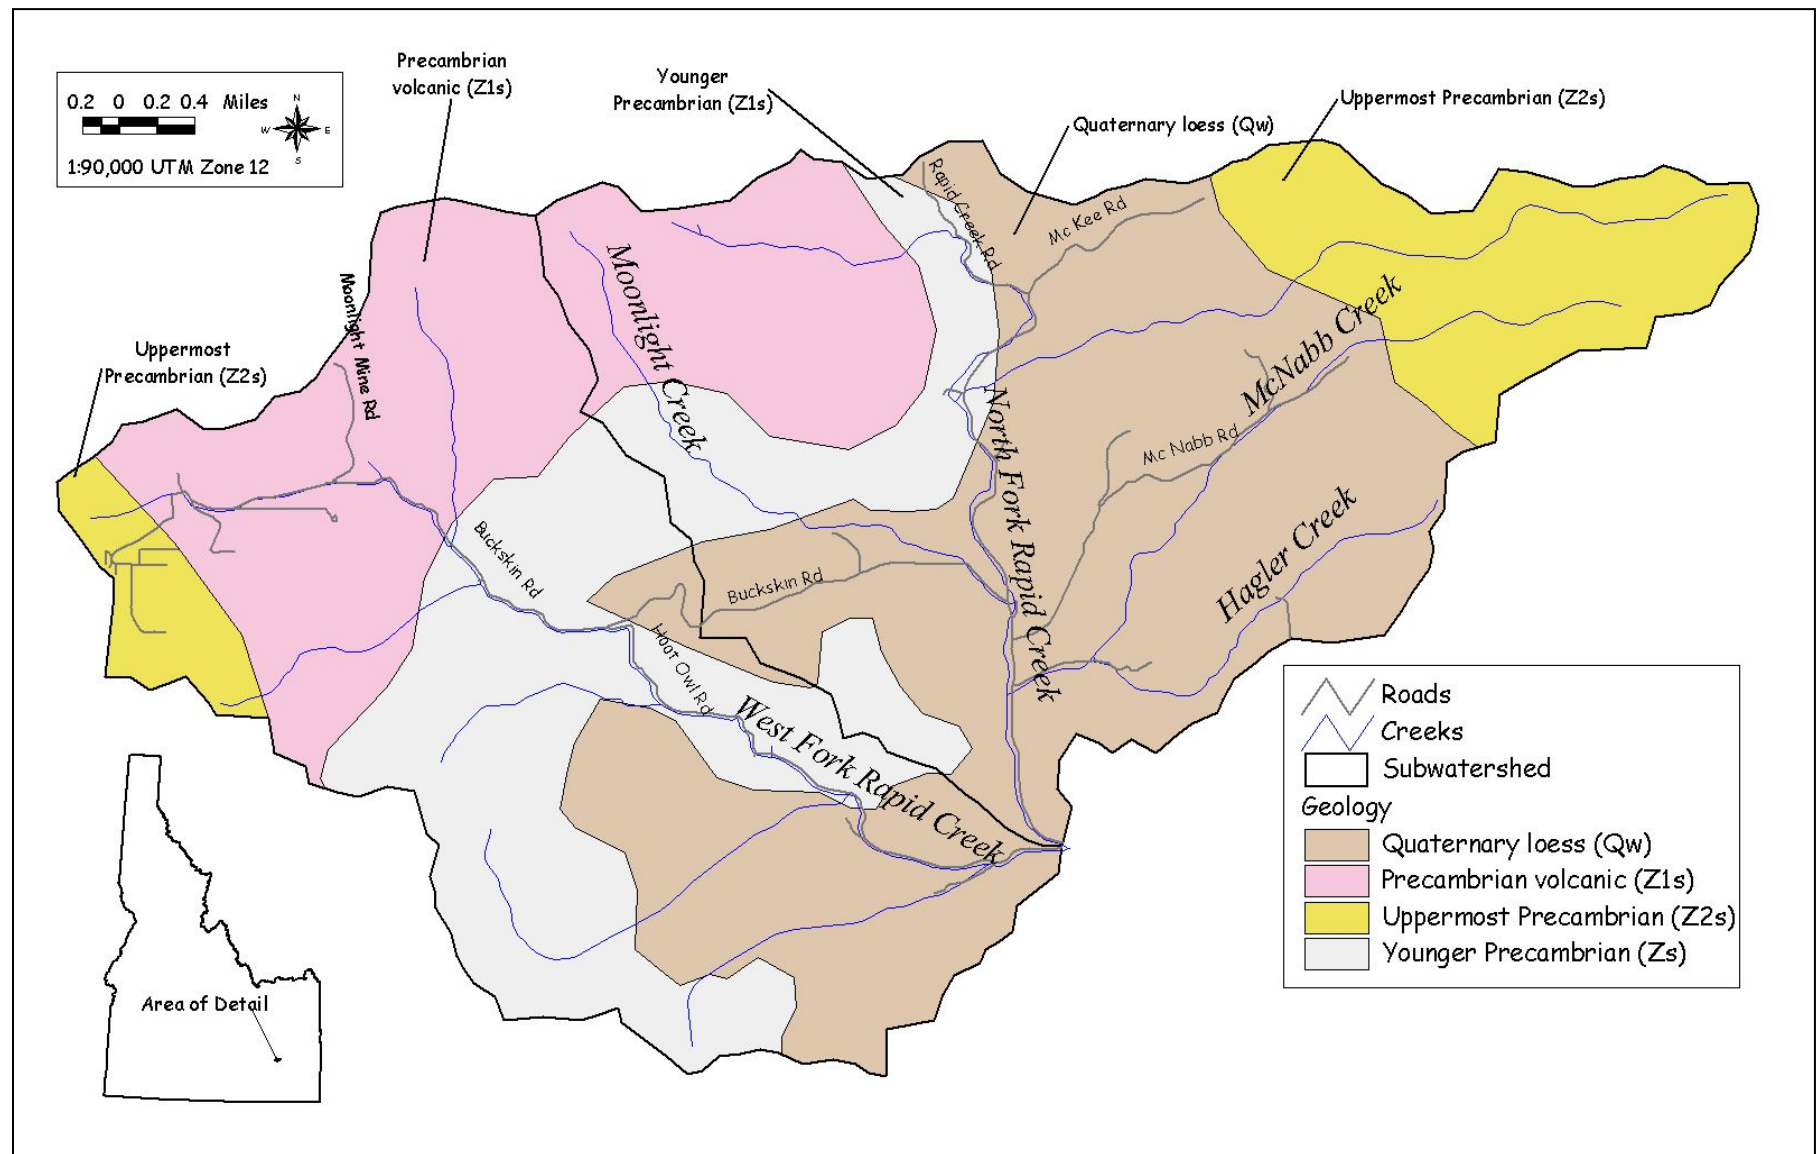 Precambrian
volcanic (Z1s)
Younger
Precambrian (Z1s)
Uppermost Precambrian (Z2s)
Quaternary loess (Qw)
0.2 0 0.2 0.4 Miles
N
W E
S
1:90,000 UTM Zone 12
Rapid Creek Rd
Mc Kee Rd
Moonlight Creek
Moonlight Mine Rd
Uppermost
Precambrian (Z2s)
McNabb Creek
Mc Nabb Rd
North Fork Rapid Creek
Hagler Creek
Buckskin Rd
Buckskin Rd
Hoot Owl Rd
West Fork Rapid Creek
Area of Detail
Roads
Creeks
Subwatershed
Geology
Quaternary loess (Qw)
Precambrian volcanic (Z1s)
Uppermost Precambrian (Z2s)
Younger Precambrian (Zs)